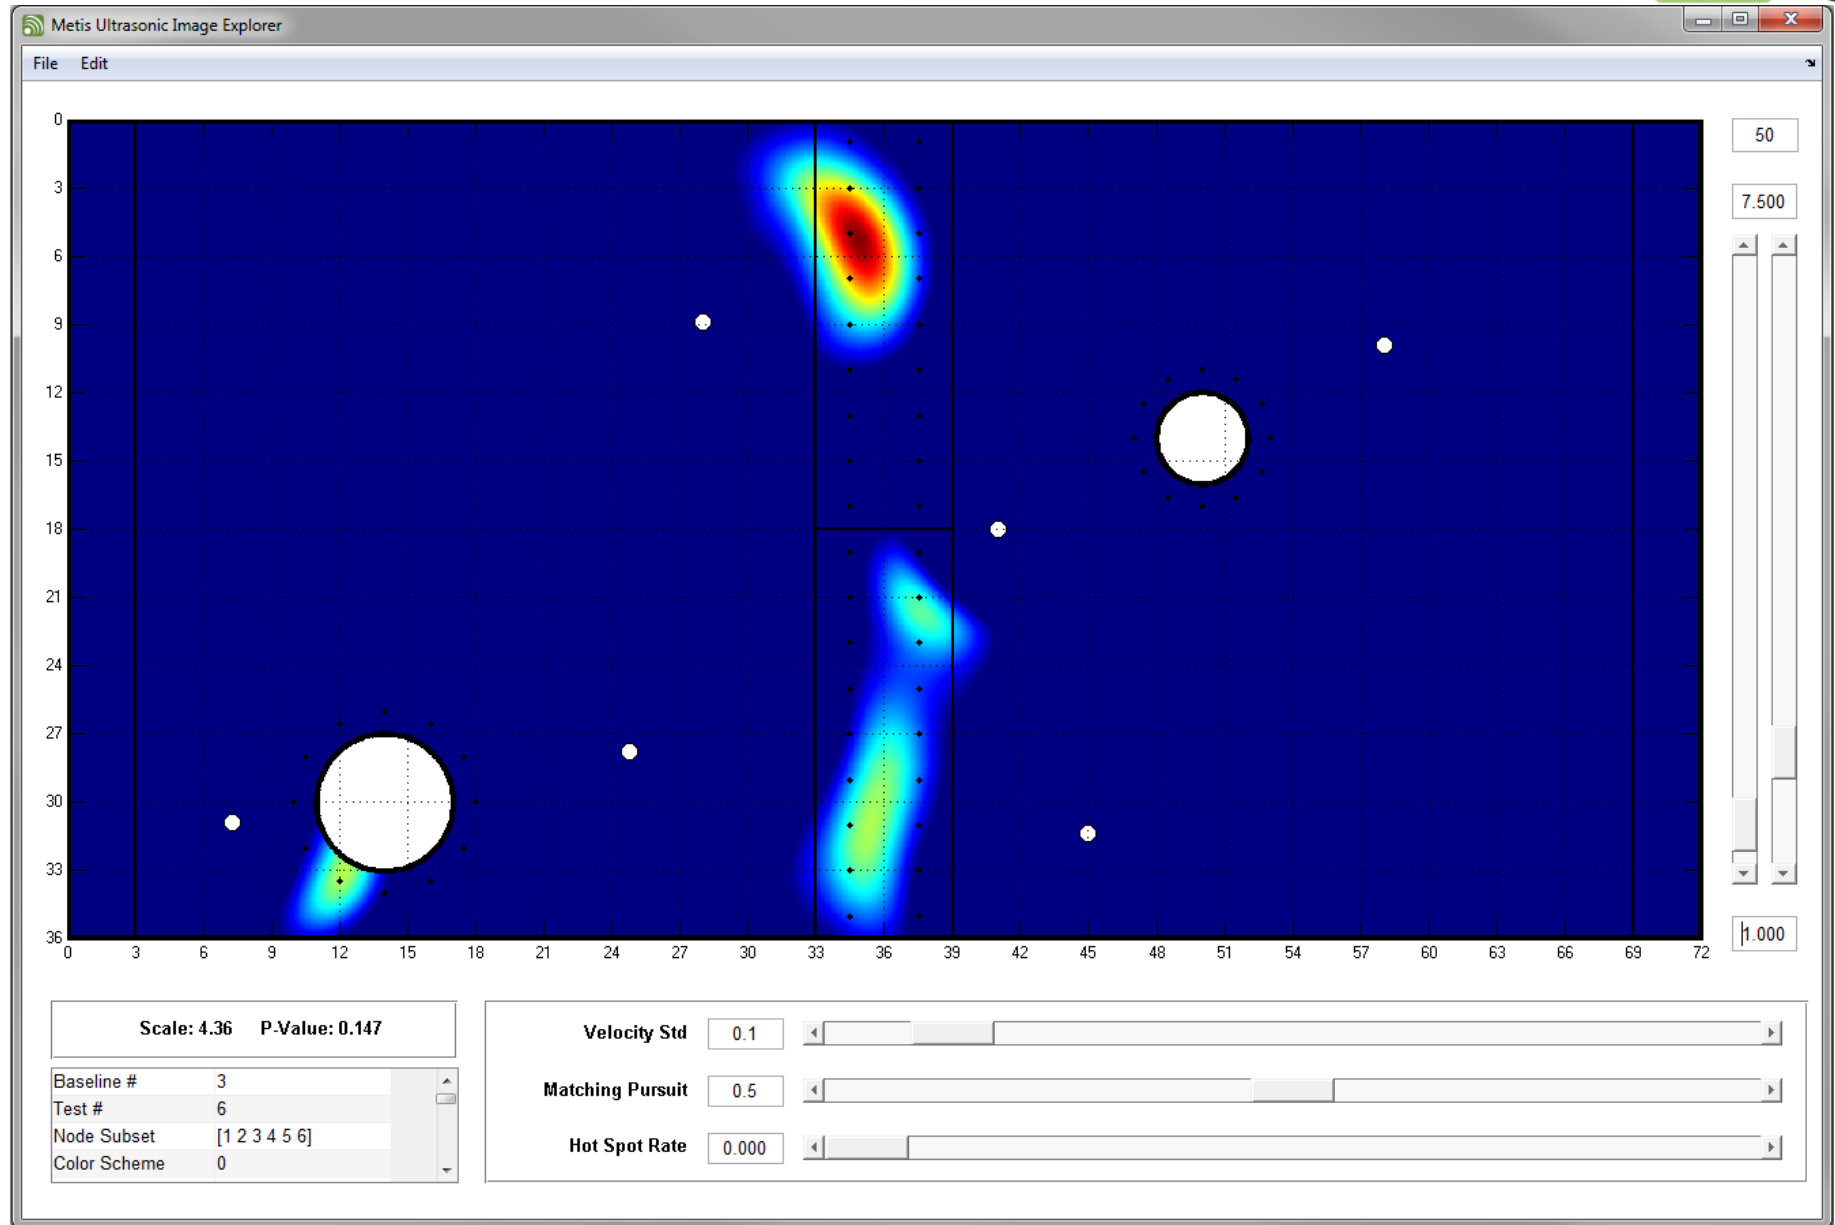 Metis Ultrasonic Image Explorer
File Edit
0
3
6
9
12
15
18
21
24
27
30
33
36
0 3 6 9 12 15 18 21 24 27 30 33 36 39 42 45 48 51 54 57 60 63 66 69 72
50
7.500
1.000
Scale: 4.36 P-Value: 0.147
Baseline # 3
Test # 6
Node Subset [1 2 3 4 5 6]
Color Scheme 0
Velocity Std 0.1
Matching Pursuit 0.5
Hot Spot Rate 0.000